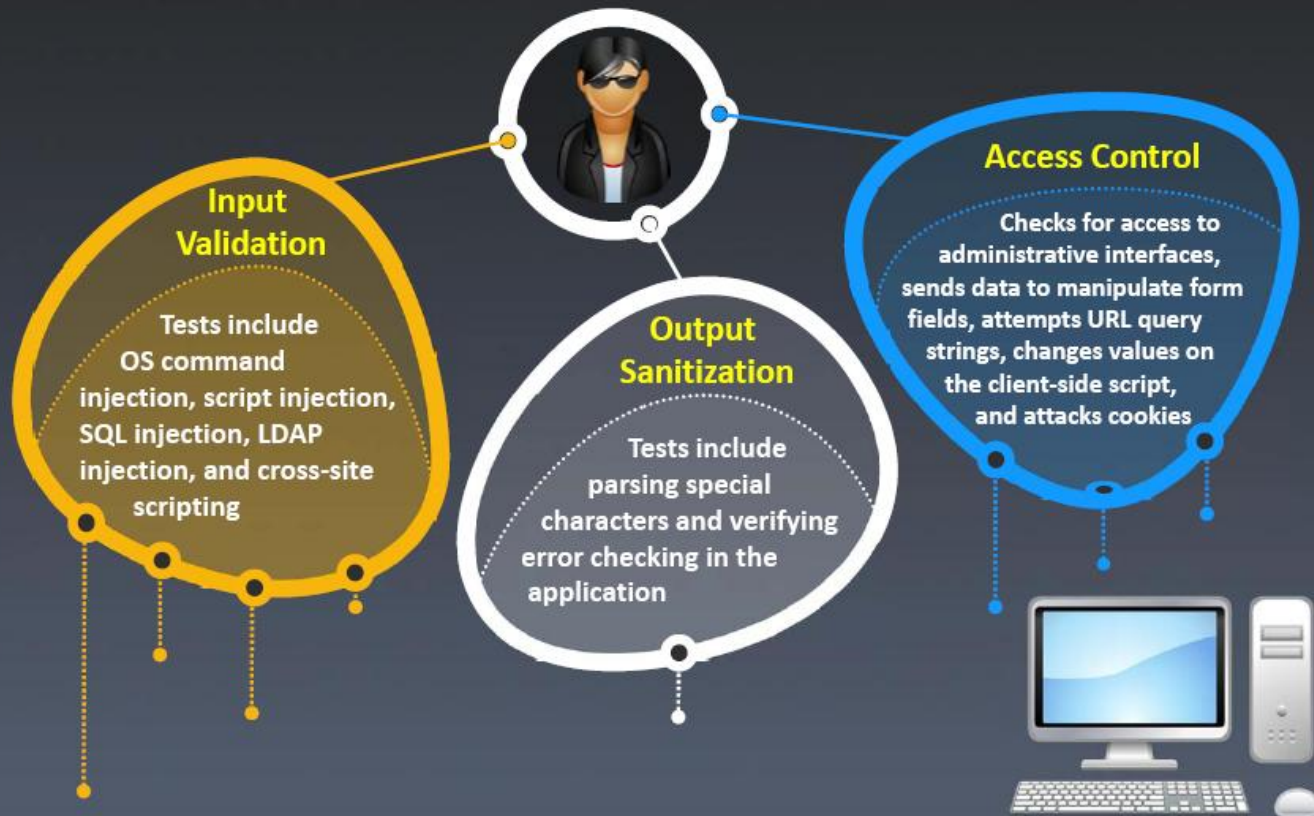 Input
Validation
Tests include
OS command
injection, script injection,
SQL injection, LDAP
injection, and cross-site
scripting
Output
Sanitization
Tests include
parsing special
characters and verifying
error checking in the
application
Access Control
Checks for access to
administrative interfaces,
sends data to manipulate form
fields, attempts URL query
strings, changes values on
the client-side script,
and attacks cookies